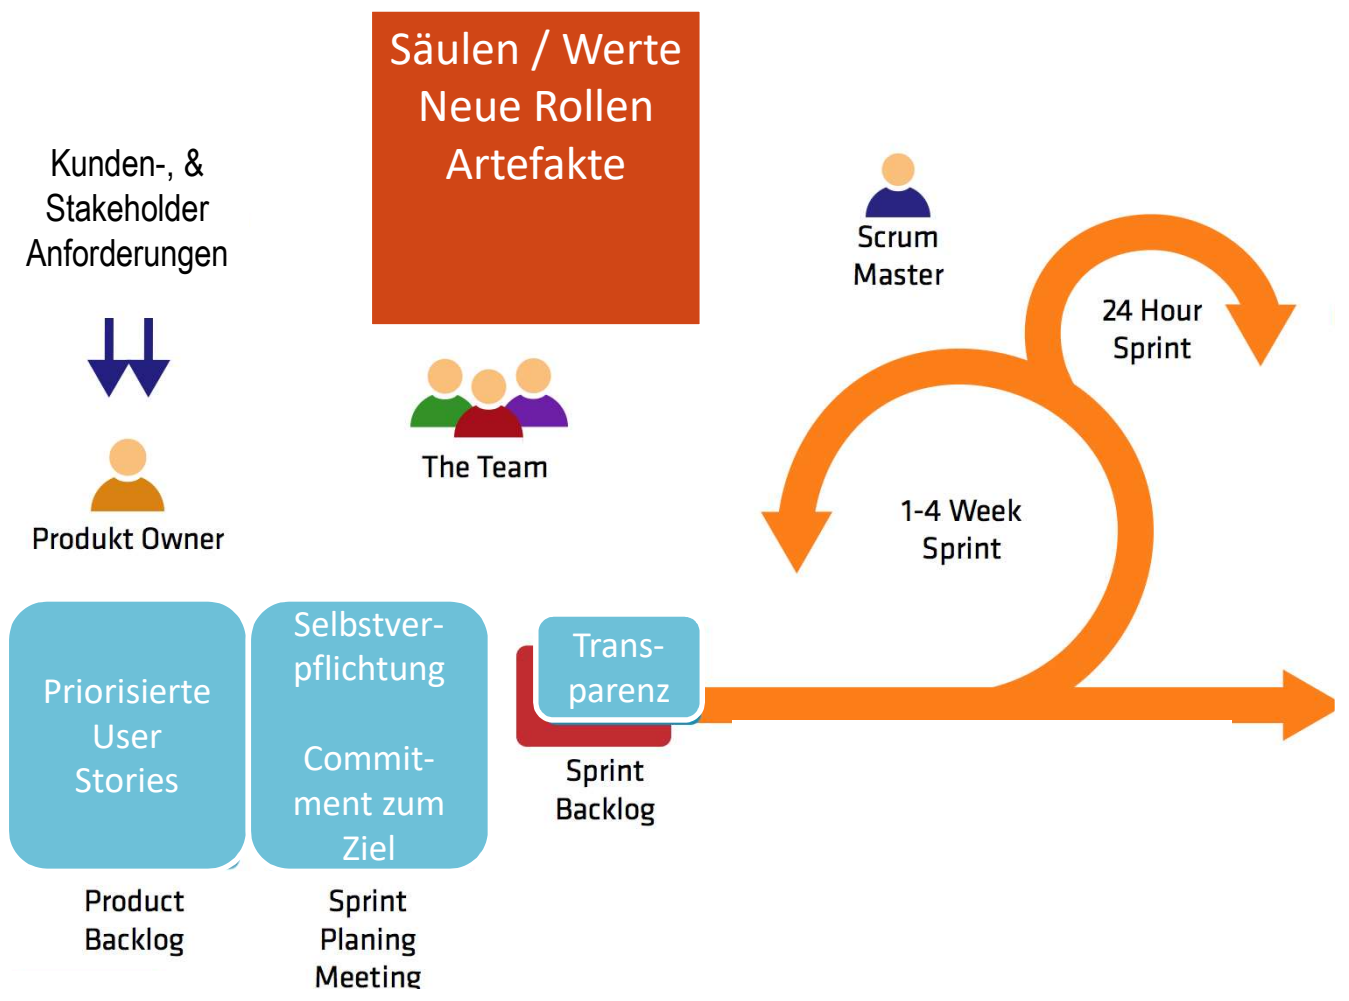 Säulen / Werte
Neue Rollen
Artefakte
Kunden-, &
Stakeholder
Anforderungen
Scrum
Master
24 Hour
Sprint
The Team
Produkt Owner
1-4 Week
Sprint
Priorisierte
User
Stories
Selbstver-
pflichtung
Commit-
ment zum
Ziel
Trans-
parenz
Sprint
Backlog
Product
Backlog
Sprint
Planing
Meeting